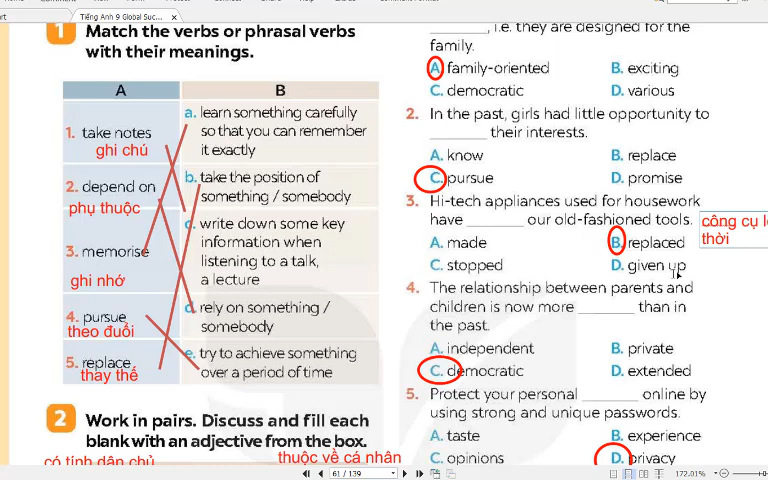 Tiếng Anh 9 Global Suc... ×
1 Match the verbs or phrasal verbs
with their meanings.
A B
1. take notes
ghi chú
2. depend on
phụ thuộc
3. memorise
ghi nhớ
4. pursue
theo đuổi
5. replace
thay thế
a. learn something carefully
so that you can remember
it exactly
b. take the position of
something / somebody
c. write down some key
information when
listening to a talk,
a lecture
d. rely on something /
somebody
e. try to achieve something
over a period of time
2 Work in pairs. Discuss and fill each
blank with an adjective from the box.
có tính dân chủ thuộc về cá nhân
_______, i.e. they are designed for the
family.
A. family-oriented B. exciting
C. democratic D. various
2. In the past, girls had little opportunity to
_______ their interests.
A. know B. replace
C. pursue D. promise
3. Hi-tech appliances used for housework
have _______ our old-fashioned tools.
công cụ
thời
A. made B. replaced
C. stopped D. given up
4. The relationship between parents and
children is now more _______ than in
the past.
A. independent B. private
C. democratic D. extended
5. Protect your personal _______ online by
using strong and unique passwords.
A. taste B. experience
C. opinions D. privacy
61 / 139 172.01%